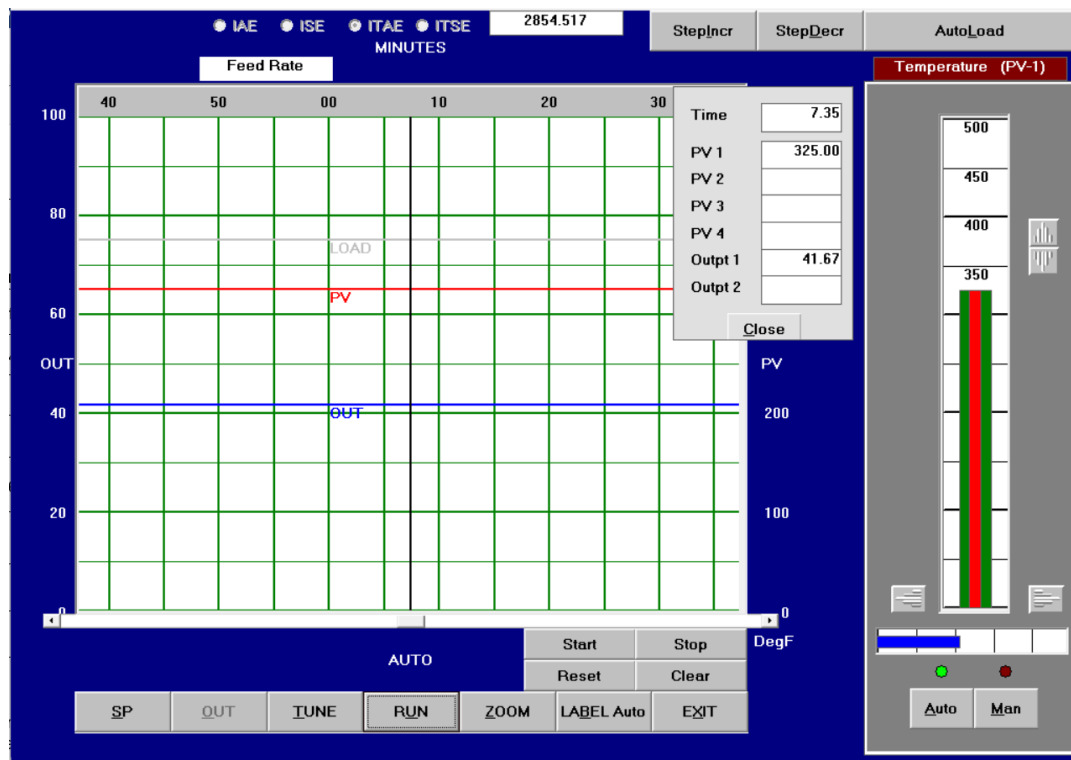 IAE ISE ITAE ITSE 2854.517 StepIncr StepDecr AutoLoad
MINUTES
Feed Rate Temperature (PV-1)
40 50 00 10 20 30
Time 7.35
PV 1 325.00
PV 2
PV 3
PV 4
Outpt 1 41.67
Outpt 2
Close
100
80
60
OUT
40
20
0
LOAD
PV
OUT
PV
200
100
0
DegF
500
450
400
350
AUTO
Start Stop
Reset Clear
SP OUT TUNE RUN ZOOM LABEL Auto EXIT
Auto Man